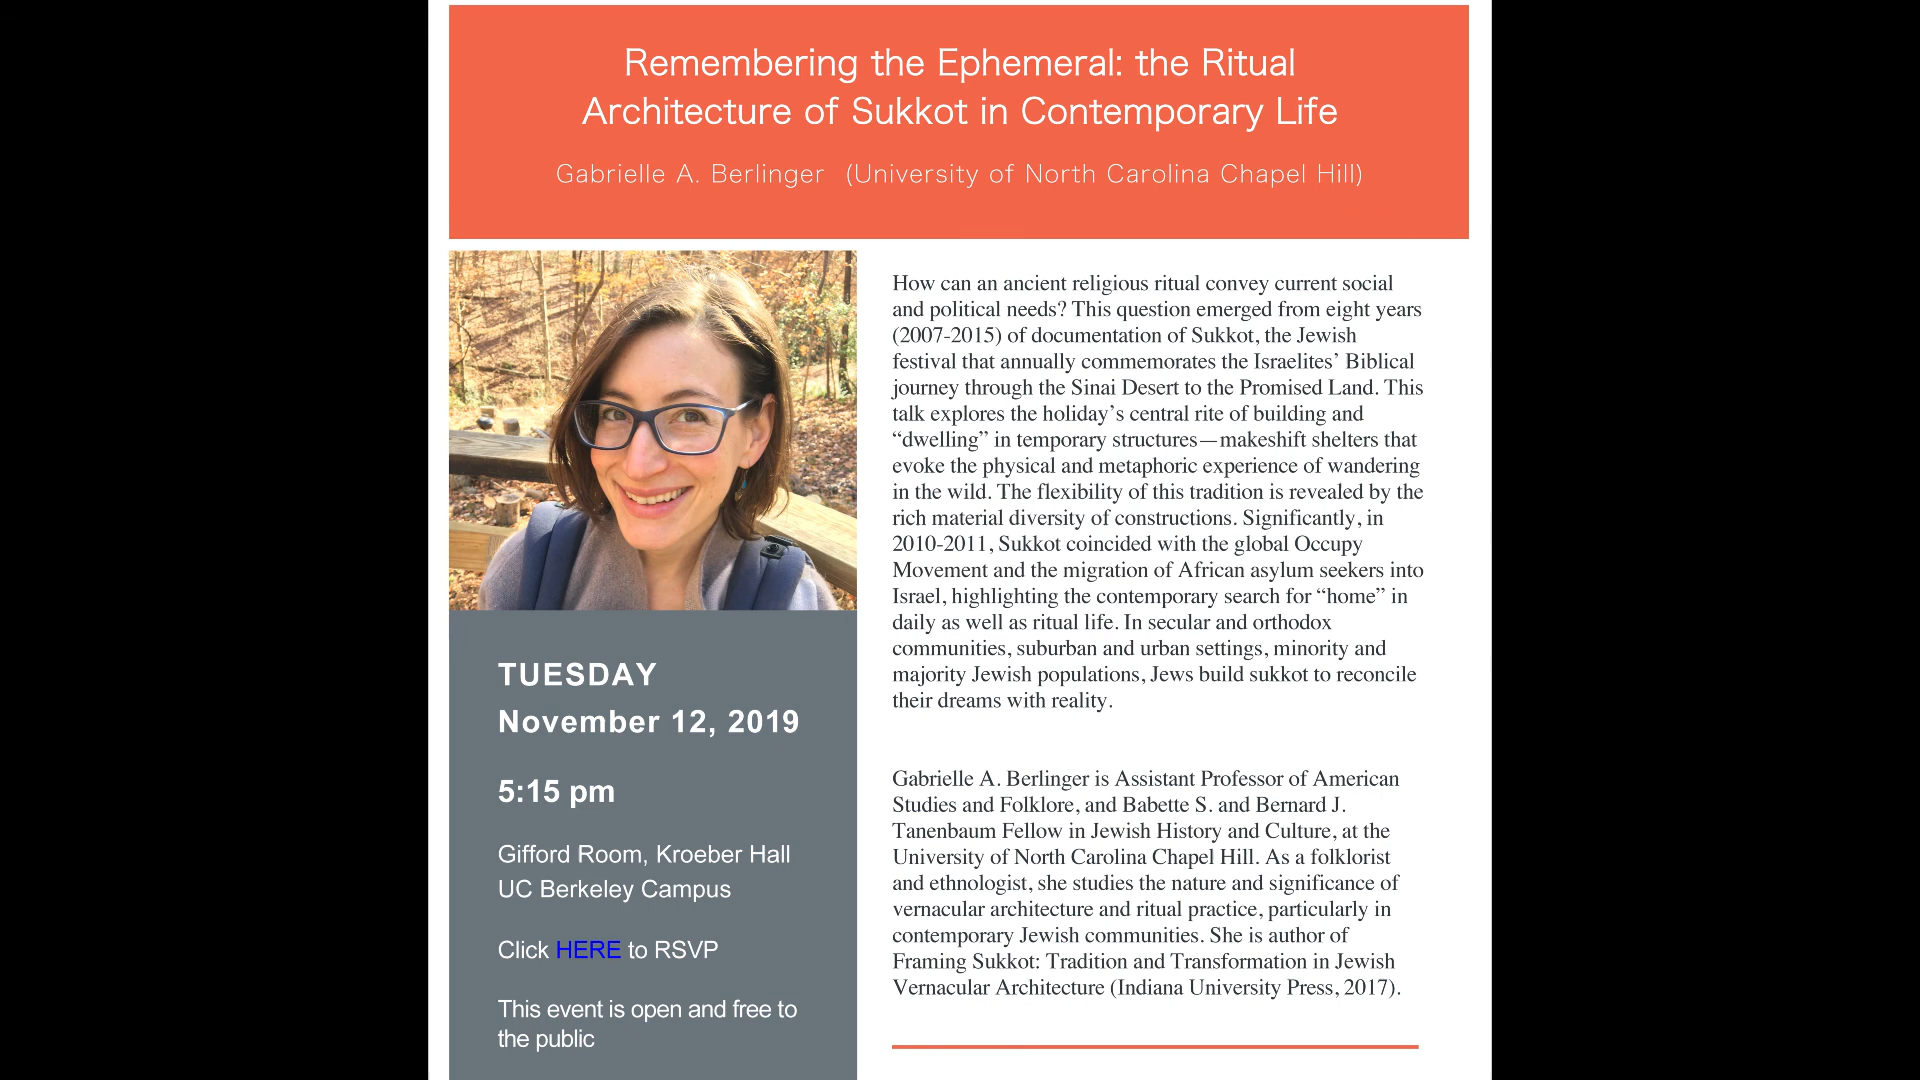 Remembering the Ephemeral: the Ritual
Architecture of Sukkot in Contemporary Life
Gabrielle A. Berlinger (University of North Carolina Chapel Hill)
TUESDAY
November 12, 2019
5:15 pm
Gifford Room, Kroeber Hall
UC Berkeley Campus
Click HERE to RSVP
This event is open and free to
the public
How can an ancient religious ritual convey current social
and political needs? This question emerged from eight years
(2007-2015) of documentation of Sukkot, the Jewish
festival that annually commemorates the Israelites’ Biblical
journey through the Sinai Desert to the Promised Land. This
talk explores the holiday’s central rite of building and
“dwelling” in temporary structures—makeshift shelters that
evoke the physical and metaphoric experience of wandering
in the wild. The flexibility of this tradition is revealed by the
rich material diversity of constructions. Significantly, in
2010-2011, Sukkot coincided with the global Occupy
Movement and the migration of African asylum seekers into
Israel, highlighting the contemporary search for “home” in
daily as well as ritual life. In secular and orthodox
communities, suburban and urban settings, minority and
majority Jewish populations, Jews build sukkot to reconcile
their dreams with reality.
Gabrielle A. Berlinger is Assistant Professor of American
Studies and Folklore, and Babette S. and Bernard J.
Tanenbaum Fellow in Jewish History and Culture, at the
University of North Carolina Chapel Hill. As a folklorist
and ethnologist, she studies the nature and significance of
vernacular architecture and ritual practice, particularly in
contemporary Jewish communities. She is author of
Framing Sukkot: Tradition and Transformation in Jewish
Vernacular Architecture (Indiana University Press, 2017).